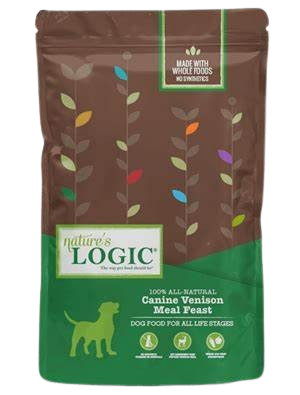 MADE WITH
WHOLE FOODS
NO SYNTHETICS
nature's
LOGIC®
The way pet food should be!®
100% ALL-NATURAL
Canine Venison
Meal Feast
DOG FOOD FOR ALL LIFE STAGES